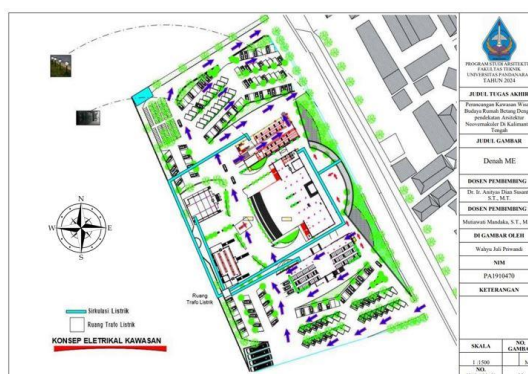 N
W
E
S
Ruang
Trafo Listrik
Sirkulasi Listrik
Ruang Trafo Listrik
KONSEP ELETRIKAL KAWASAN
PROGRAM STUDI ARSITEKTU
FAKULTAS TEKNIK
UNIVERSITAS PANDANARA
TAHUN 2024
JUDUL TUGAS AKHIR
Perancangan Kawasan Wisa
Budaya Rumah Betang Deng
pendekatan Arsitektur
Neovernakuler Di Kalimant
Tengah
JUDUL GAMBAR
Denah ME
DOSEN PEMBIMBING
Dr. Ir. Anityas Dian Susant
S.T., M.T.
DOSEN PEMBIMBING
Mutiawati Mandaka, S.T., M.
DI GAMBAR OLEH
Wahyu Juli Priwandi
NIM
PA1910470
KETERANGAN
SKALA
NO.
GAMBA
1 :1500
NO.